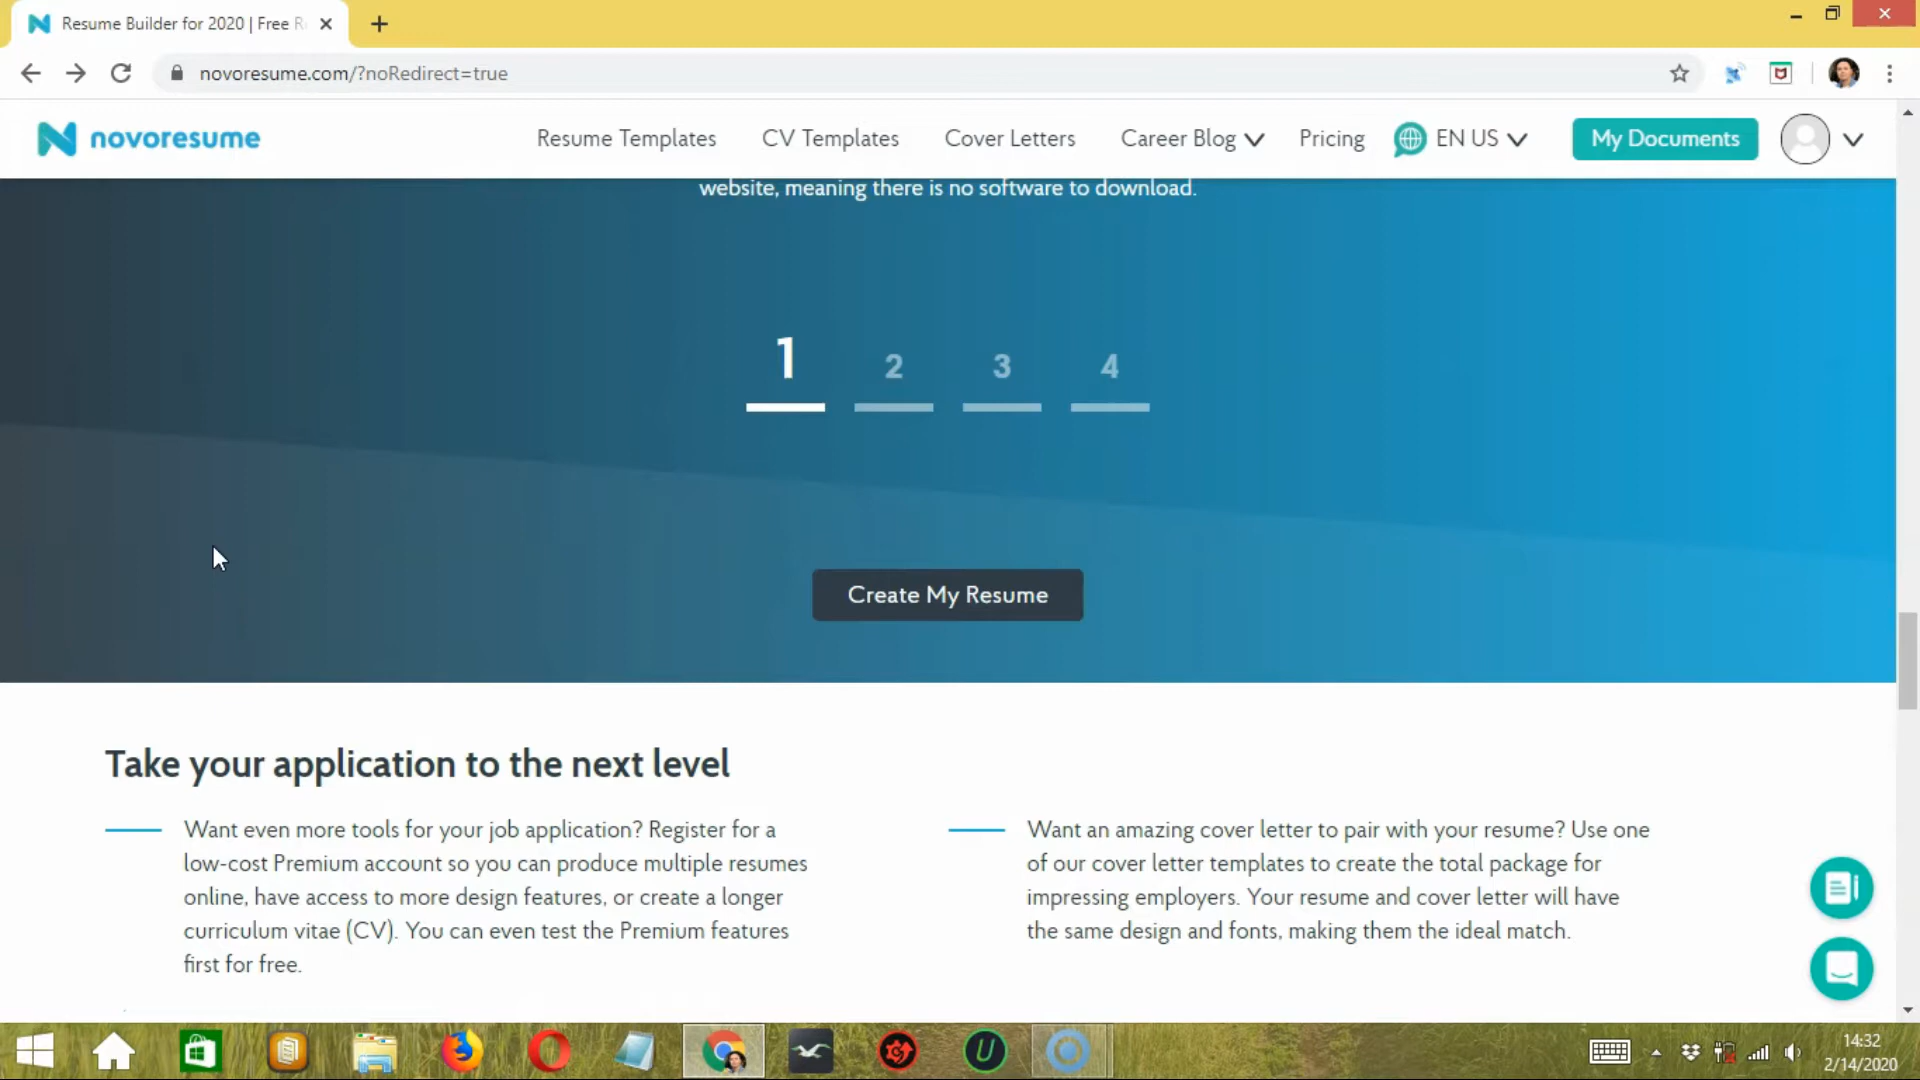 Resume Builder for 2020 | Free R
novoresume.com/?noRedirect=true
novoresume
Resume Templates
CV Templates
Cover Letters
Career Blog
Pricing
EN US
My Documents
website, meaning there is no software to download.
1
2
3
4
Create My Resume
Take your application to the next level
Want even more tools for your job application? Register for a
low-cost Premium account so you can produce multiple resumes
online, have access to more design features, or create a longer
curriculum vitae (CV). You can even test the Premium features
first for free.
Want an amazing cover letter to pair with your resume? Use one
of our cover letter templates to create the total package for
impressing employers. Your resume and cover letter will have
the same design and fonts, making them the ideal match.
14:32
2/14/2020